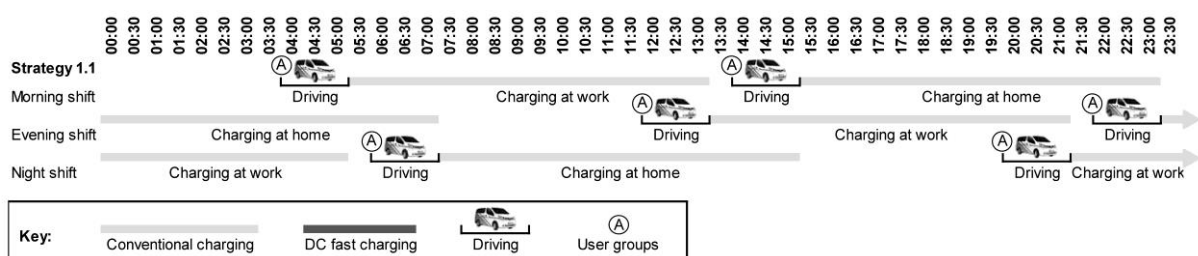 00:00 00:30 01:00 01:30 02:00 02:30 03:00 03:30 04:00 04:30 05:00 05:30 06:00 06:30 07:00 07:30 08:00 08:30 09:00 09:30 10:00 10:30 11:00 11:30 12:00 12:30 13:00 13:30 14:00 14:30 15:00 15:30 16:00 16:30 17:00 17:30 18:00 18:30 19:00 19:30 20:00 20:30 21:00 21:30 22:00 22:30 23:00 23:30
Strategy 1.1 A A
Morning shift Driving Charging at work Driving Charging at home
A A
Evening shift Charging at home Driving Charging at work Driving
A A
Night shift Charging at work Driving Charging at home Driving Charging at work
Key: A
Conventional charging DC fast charging Driving User groups